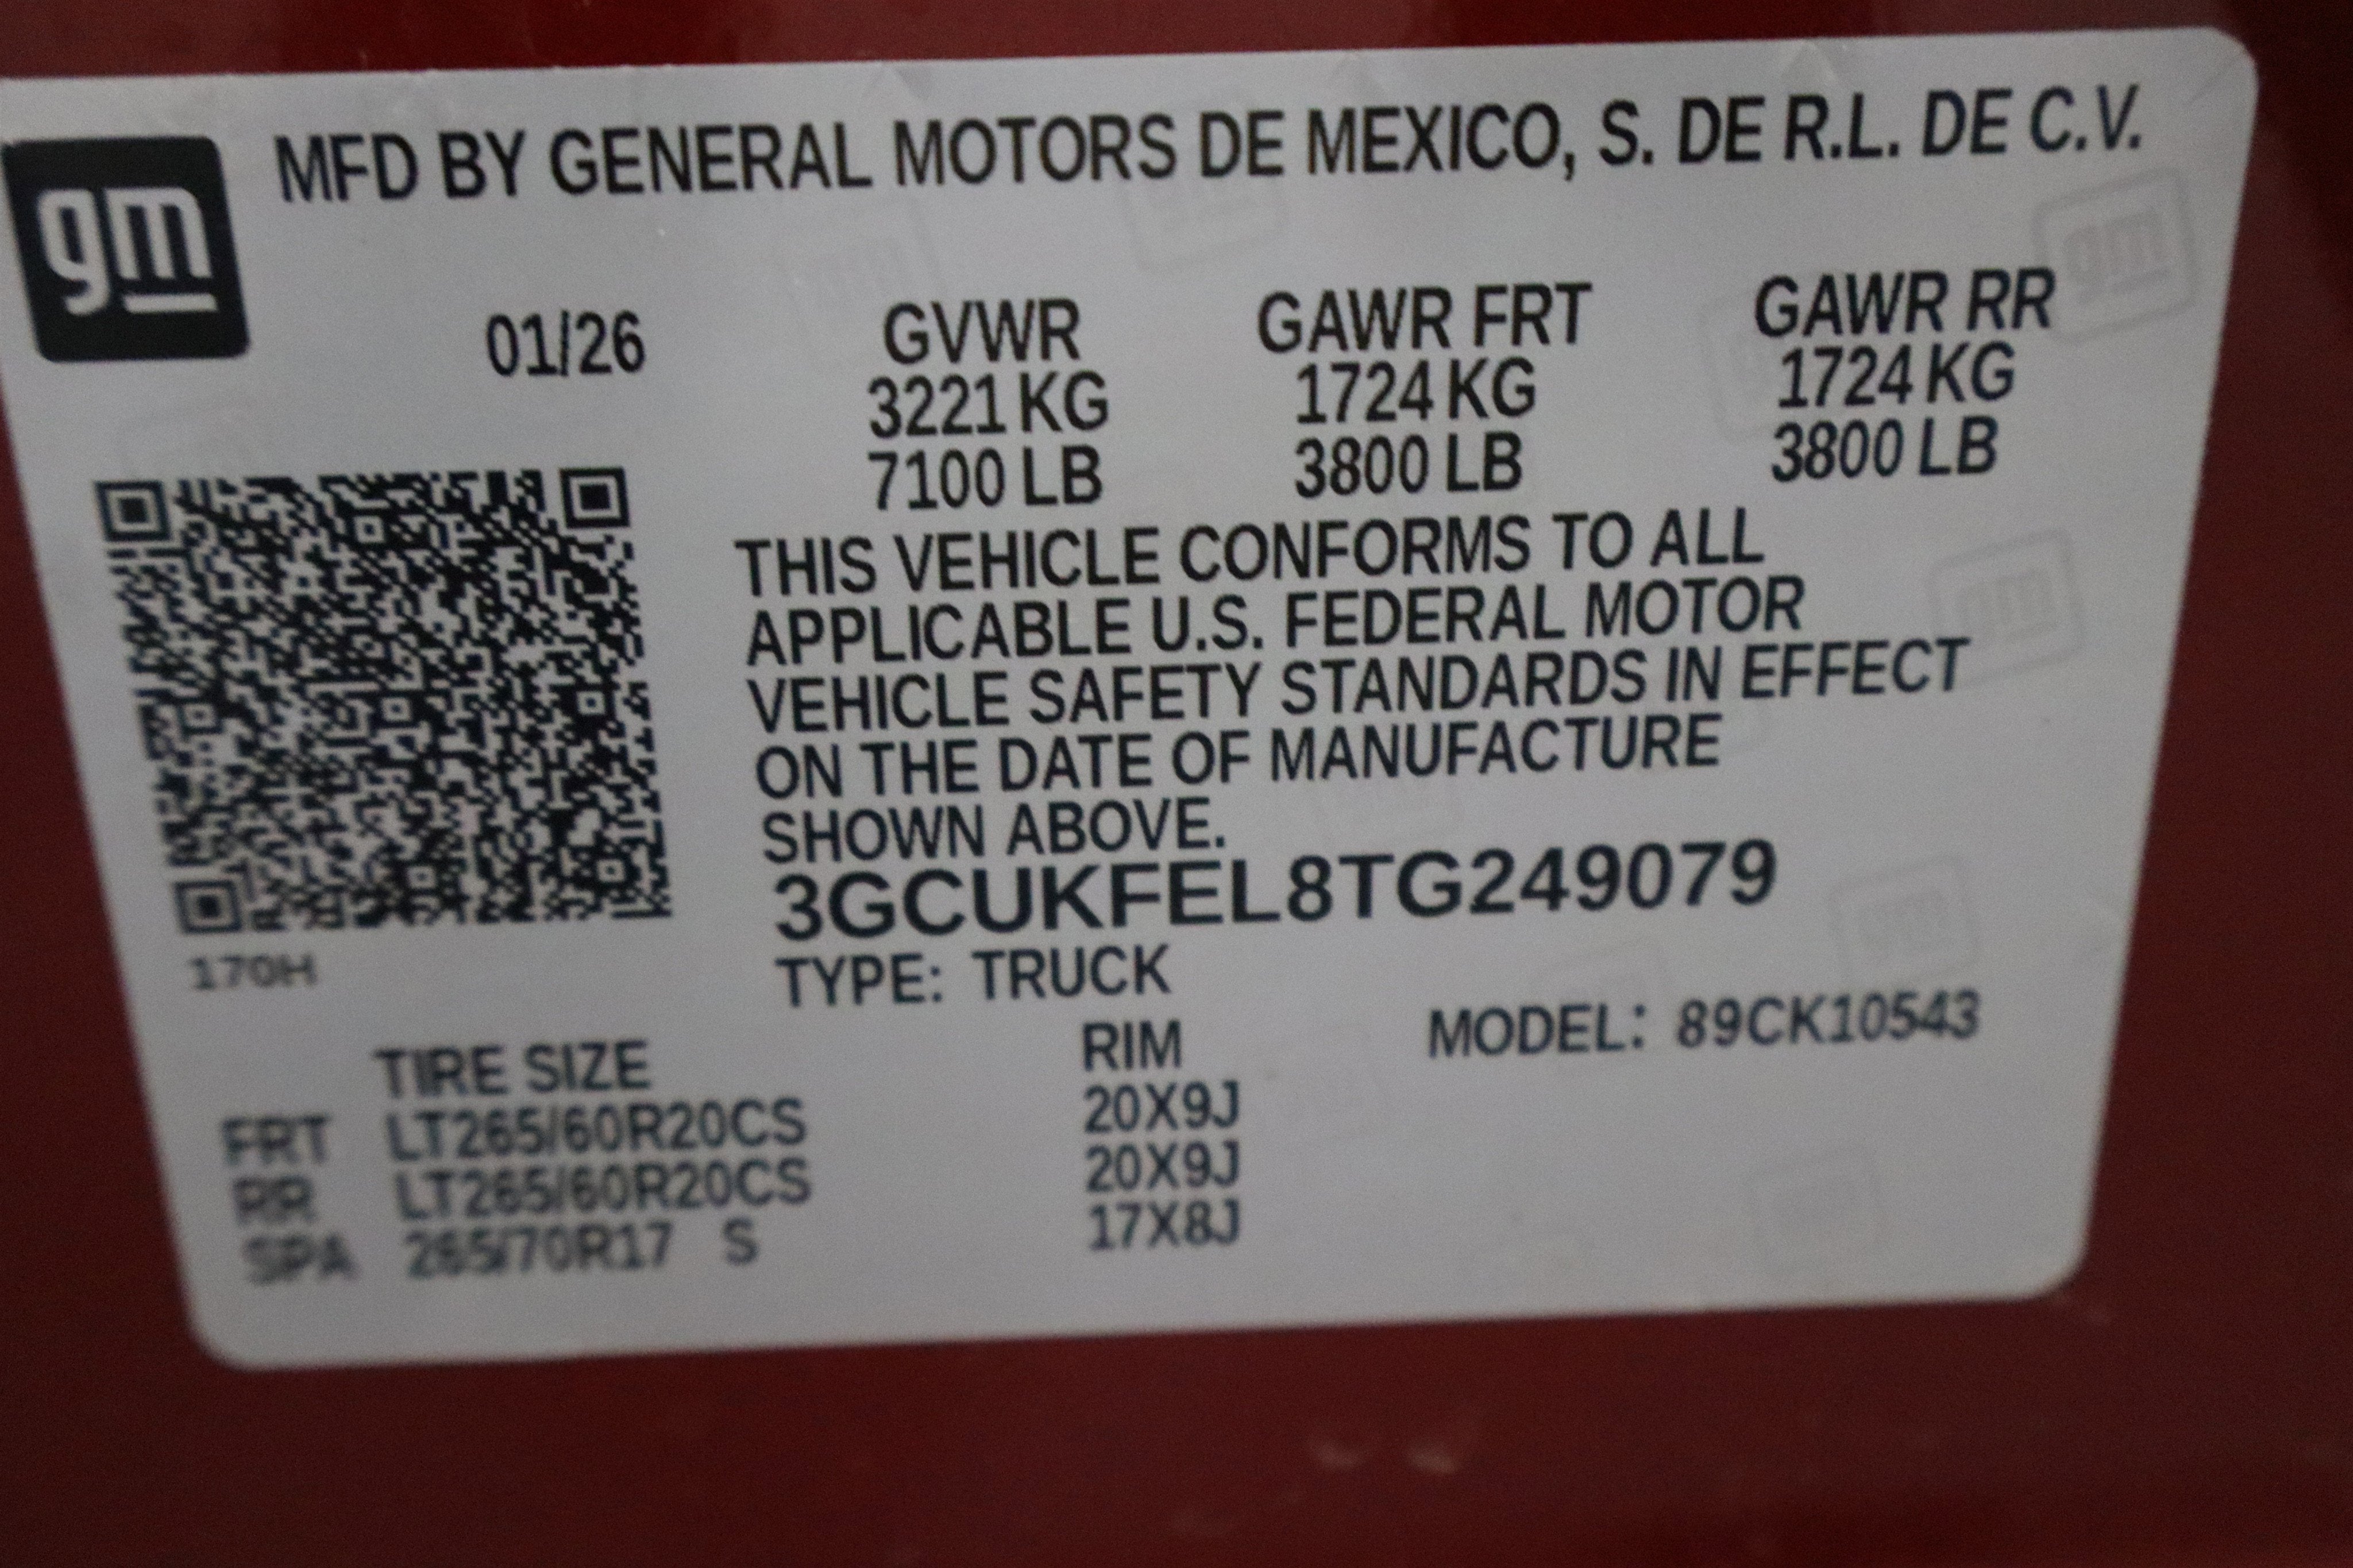 gm
MFD BY GENERAL MOTORS DE MEXICO, S. DE R.L. DE C.V.
01/26 GVWR GAWR FRT GAWR RR
3221 KG 1724 KG 1724 KG
7100 LB 3800 LB 3800 LB
THIS VEHICLE CONFORMS TO ALL
APPLICABLE U.S. FEDERAL MOTOR
VEHICLE SAFETY STANDARDS IN EFFECT
ON THE DATE OF MANUFACTURE
SHOWN ABOVE.
3GCUKFEL8TG249079
170H
TYPE: TRUCK
MODEL: 89CK10543
TIRE SIZE RIM
FRT LT265/60R20CS 20X9J
RR LT265/60R20CS 20X9J
SPA 265/70R17 S 17X8J